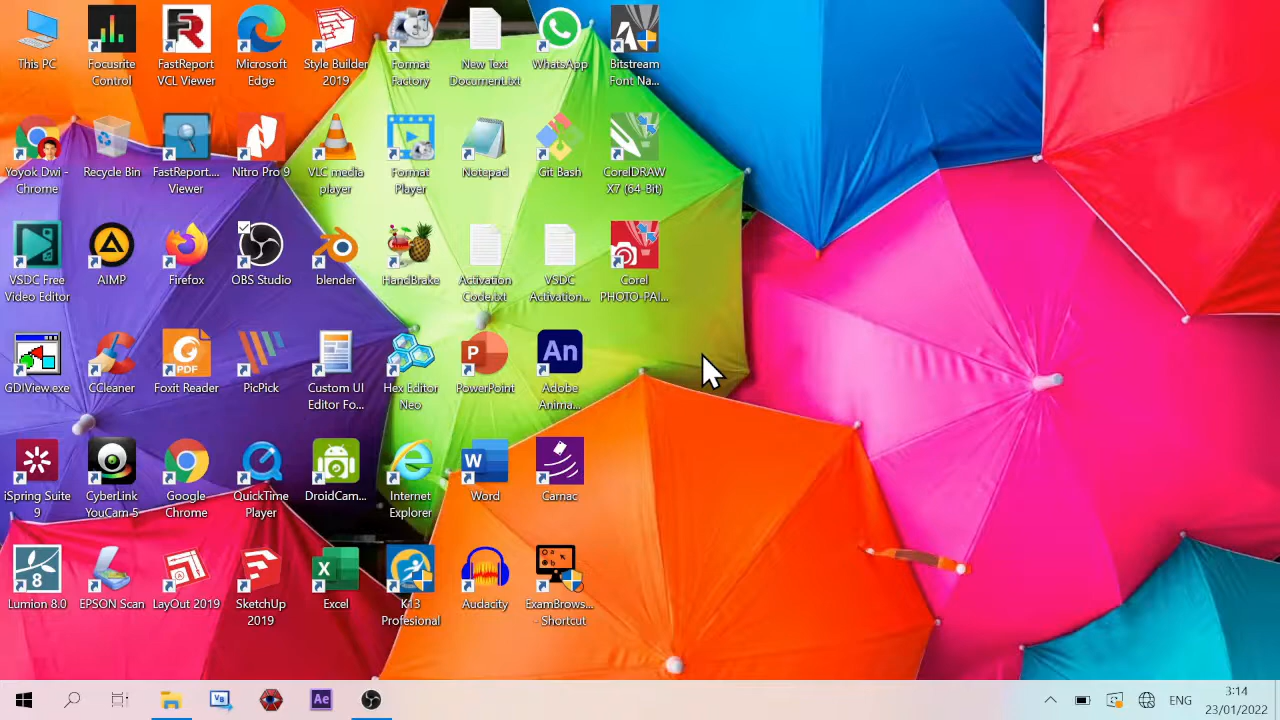 This PC
Focusrite
Control
FastReport
VCL Viewer
Microsoft
Edge
Style Builder
2019
Format
Factory
New Text
Document.txt
WhatsApp
Bitstream
Font Na...
Yoyok Dwi -
Chrome
Recycle Bin
FastReport....
Viewer
Nitro Pro 9
VLC media
player
Format
Player
Notepad
Git Bash
CorelDRAW
X7 (64-Bit)
VSDC Free
Video Editor
AIMP
Firefox
OBS Studio
blender
HandBrake
Activation
Code.txt
VSDC
Activation...
Corel
PHOTO-PAI...
GDIView.exe
CCleaner
PDF
Foxit Reader
PicPick
Custom UI
Editor Fo...
Hex Editor
Neo
P
PowerPoint
An
Adobe
Anima...
iSpring Suite
9
CyberLink
YouCam 5
Google
Chrome
QuickTime
Player
DroidCam...
Internet
Explorer
W
Word
Carnac
8
Lumion 8.0
EPSON Scan
LayOut 2019
SketchUp
2019
X
Excel
K13
Profesional
Audacity
ExamBrows...
- Shortcut
VB
Ae
ENG
3:14
23/01/2022